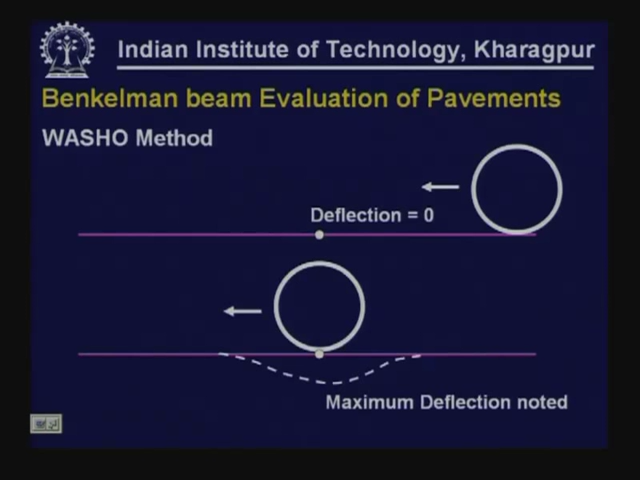 Indian Institute of Technology, Kharagpur
Benkelman beam Evaluation of Pavements
WASHO Method
Deflection = 0
Maximum Deflection noted